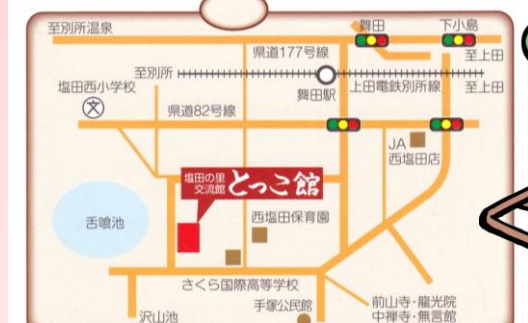 至別所温泉
舞田
下小島
県道177号線
至上田
至別所
舞田駅
上田電鉄別所線
至上田
塩田西小学校
文
県道82号線
JA
西塩田店
塩田の里
交流館
とっこ館
舌喰池
西塩田保育園
さくら国際高等学校
手塚公民館
沢山池
前山寺・龍光院
中禅寺・無言館